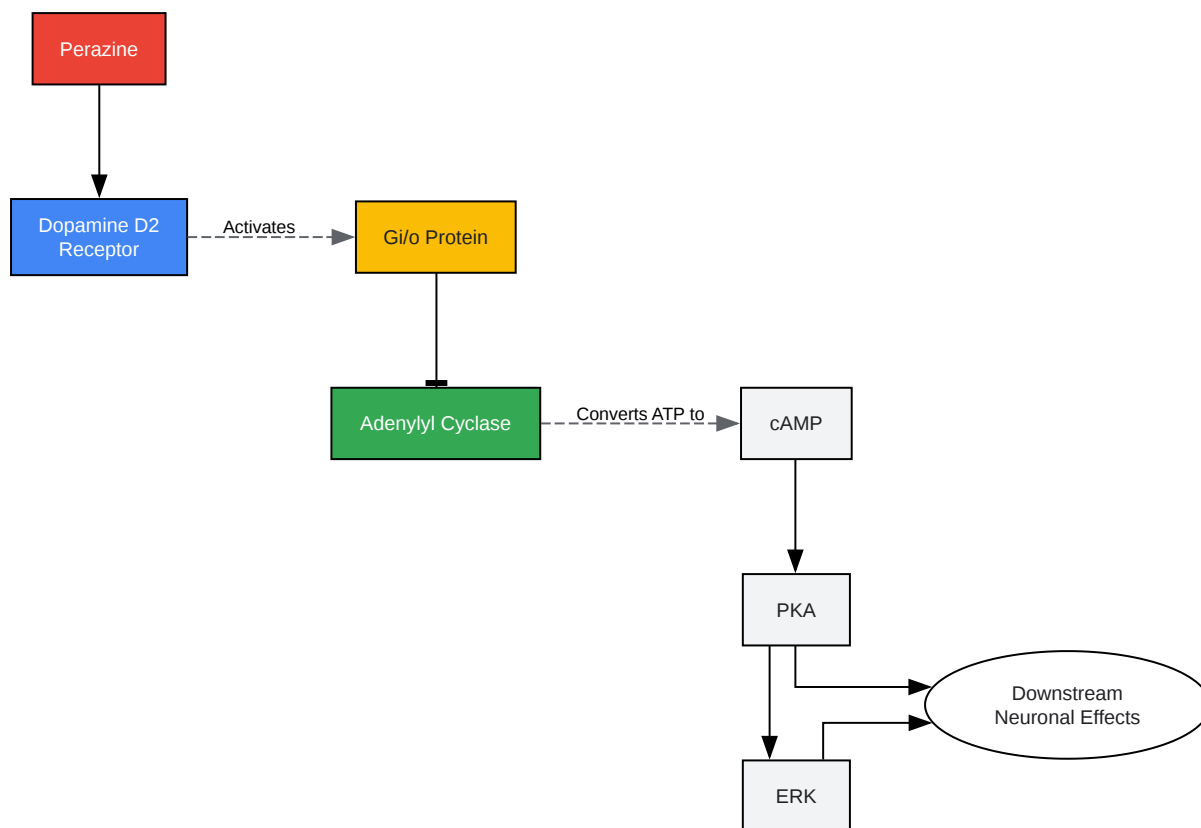 Perazine
Dopamine D2
Receptor
Activates
Gi/o Protein
Adenylyl Cyclase
Converts ATP to
cAMP
PKA
Downstream
Neuronal Effects
ERK